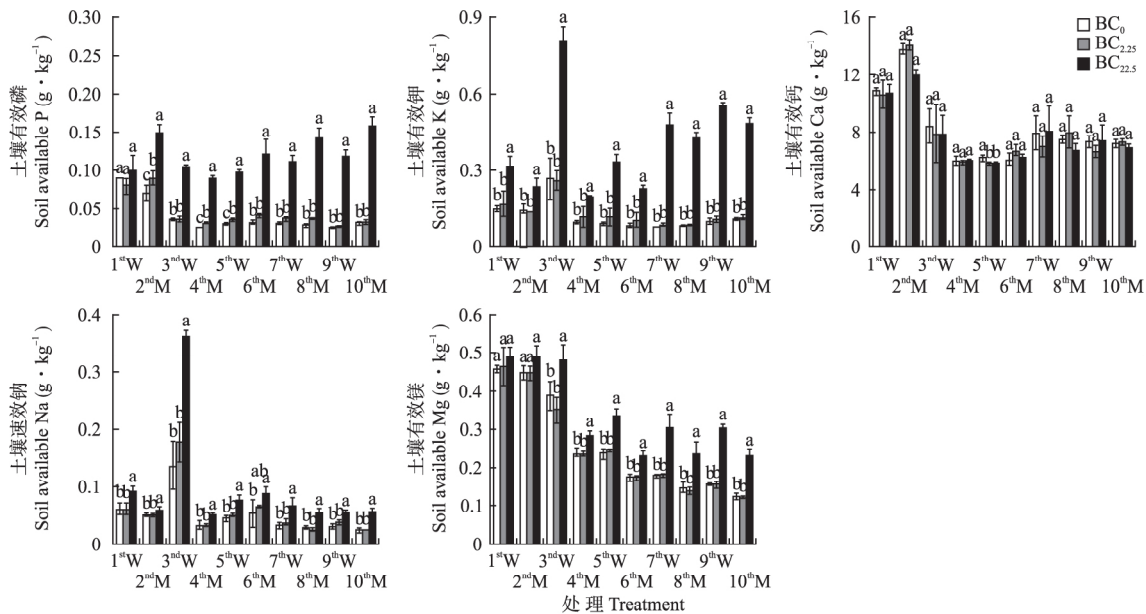 土壤有效磷
Soil available P (g·kg⁻¹)
0.30
0.25
0.20
0.15
0.10
0.05
0
a a a
b b a
b b a
c b a
c b a
b b a
b b a
b b a
b b a
b b a
1ˢᵗW 3ⁿᵈW 5ᵗʰW 7ᵗʰW 9ᵗʰW
2ⁿᵈM 4ᵗʰM 6ᵗʰM 8ᵗʰM 10ᵗʰM
土壤有效钾
Soil available K (g·kg⁻¹)
0.9
0.6
0.3
0
b b a
b b a
b b a
b b a
b b a
b b a
b b a
b b a
b b a
b b a
1ˢᵗW 3ⁿᵈW 5ᵗʰW 7ᵗʰW 9ᵗʰW
2ⁿᵈM 4ᵗʰM 6ᵗʰM 8ᵗʰM 10ᵗʰM
土壤有效钙
Soil available Ca (g·kg⁻¹)
16
12
8
4
0
BC₀
BC₂.₂₅
BC₂₂.₅
a a a
a a a
a a a
a a a
a b b
a a a
a a a
a a a
a a a
a a a
1ˢᵗW 3ⁿᵈW 5ᵗʰW 7ᵗʰW 9ᵗʰW
2ⁿᵈM 4ᵗʰM 6ᵗʰM 8ᵗʰM 10ᵗʰM
土壤速效钠
Soil available Na (g·kg⁻¹)
0.4
0.3
0.2
0.1
0
b b a
b b a
b b a
b b a
b b a
b ab a
b b a
b b a
b b a
b b a
1ˢᵗW 3ⁿᵈW 5ᵗʰW 7ᵗʰW 9ᵗʰW
2ⁿᵈM 4ᵗʰM 6ᵗʰM 8ᵗʰM 10ᵗʰM
土壤有效镁
Soil available Mg (g·kg⁻¹)
0.6
0.5
0.4
0.3
0.2
0.1
0
a a a
a a a
b b a
b b a
b b a
b b a
b b a
b b a
b b a
b b a
1ˢᵗW 3ⁿᵈW 5ᵗʰW 7ᵗʰW 9ᵗʰW
2ⁿᵈM 4ᵗʰM 6ᵗʰM 8ᵗʰM 10ᵗʰM
处 理 Treatment